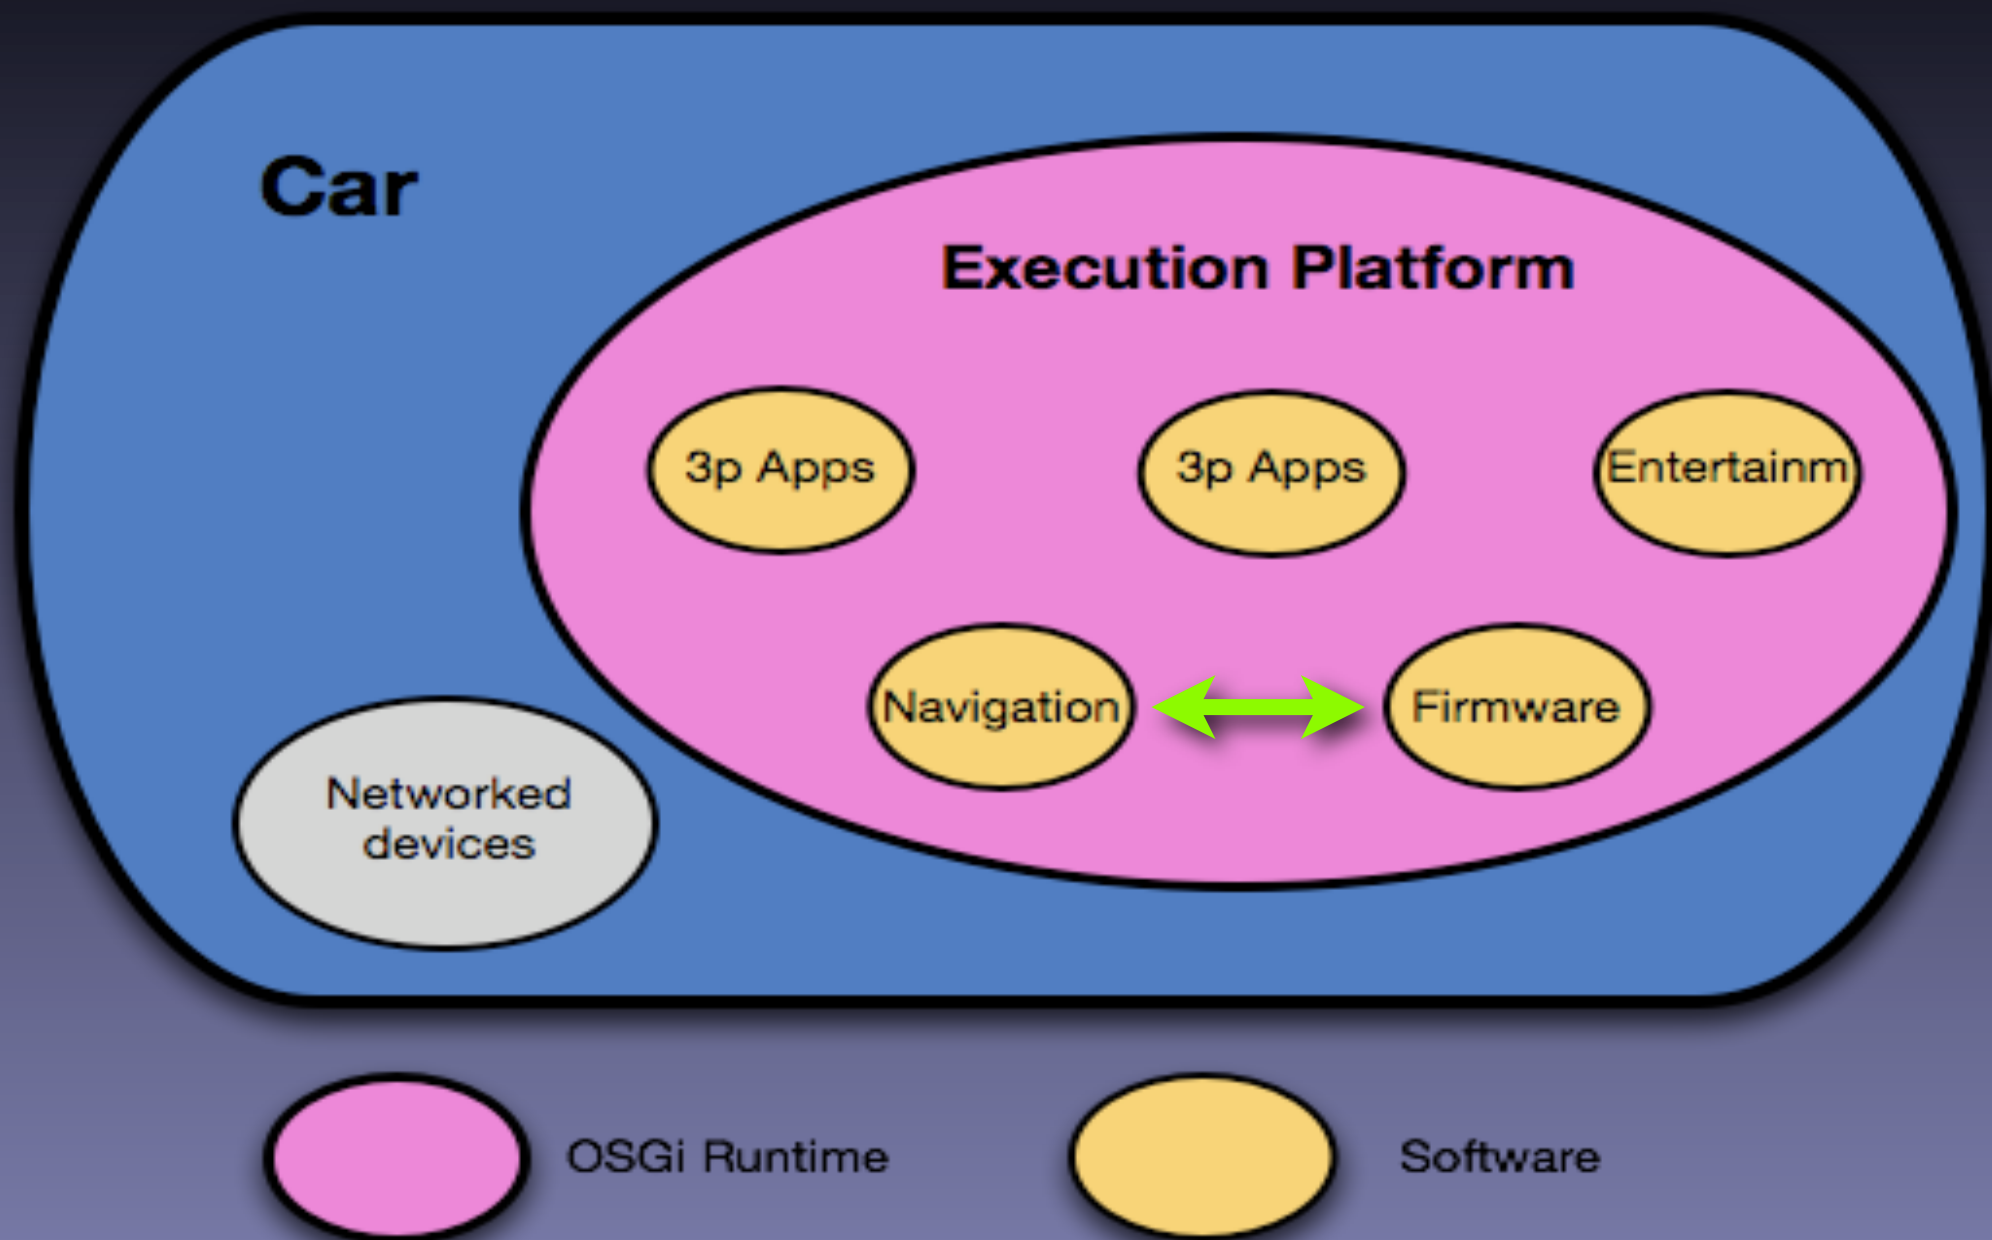 Car
Execution Platform
3p Apps
3p Apps
Entertainm
Navigation
Firmware
Networked
devices
OSGi Runtime
Software